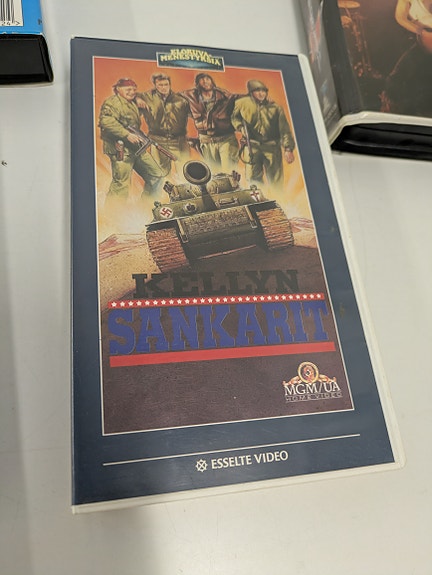 ELOKUVA-
MENESTYKSIÄ
KELLYN
SANKARIT
MGM/UA
HOME VIDEO
ESSELTE VIDEO